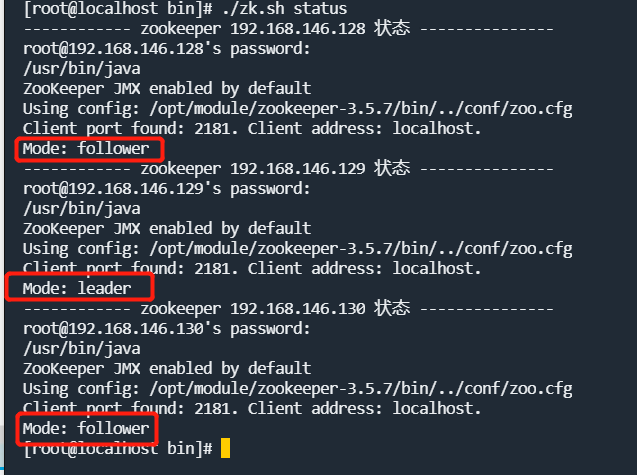 [root@localhost bin]# ./zk.sh status
------------ zookeeper 192.168.146.128 状态 ---------------
root@192.168.146.128's password:
/usr/bin/java
ZooKeeper JMX enabled by default
Using config: /opt/module/zookeeper-3.5.7/bin/../conf/zoo.cfg
Client port found: 2181. Client address: localhost.
Mode: follower
------------ zookeeper 192.168.146.129 状态 ---------------
root@192.168.146.129's password:
/usr/bin/java
ZooKeeper JMX enabled by default
Using config: /opt/module/zookeeper-3.5.7/bin/../conf/zoo.cfg
Client port found: 2181. Client address: localhost.
Mode: leader
------------ zookeeper 192.168.146.130 状态 ---------------
root@192.168.146.130's password:
/usr/bin/java
ZooKeeper JMX enabled by default
Using config: /opt/module/zookeeper-3.5.7/bin/../conf/zoo.cfg
Client port found: 2181. Client address: localhost.
Mode: follower
[root@localhost bin]#